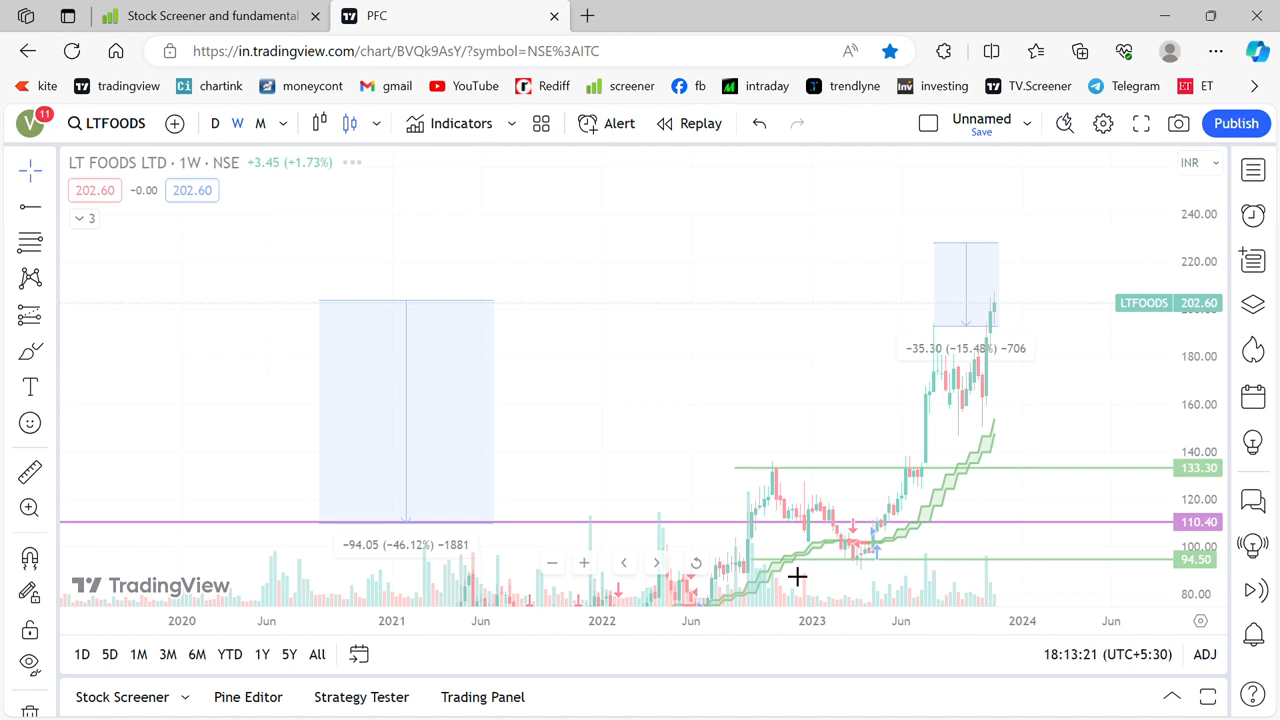 Stock Screener and fundamental
PFC
https://in.tradingview.com/chart/BVQk9AsY/?symbol=NSE%3AITC
kite
tradingview
Ci
chartink
moneycont
gmail
YouTube
Rediff
screener
fb
intraday
trendlyne
Inv
investing
TV.Screener
Telegram
ET
ET
V
11
LTFOODS
D
W
M
Indicators
Alert
Replay
Unnamed
Save
Publish
LT FOODS LTD · 1W · NSE
+3.45 (+1.73%)
202.60
−0.00
202.60
3
INR
240.00
220.00
LTFOODS 202.60
200.00
−35.30 (−15.48%) −706
180.00
160.00
140.00
133.30
120.00
110.40
−94.05 (−46.12%) −1881
100.00
94.50
80.00
TradingView
2020
Jun
2021
Jun
2022
Jun
2023
Jun
2024
Jun
1D
5D
1M
3M
6M
YTD
1Y
5Y
All
18:13:21 (UTC+5:30)
ADJ
Stock Screener
Pine Editor
Strategy Tester
Trading Panel